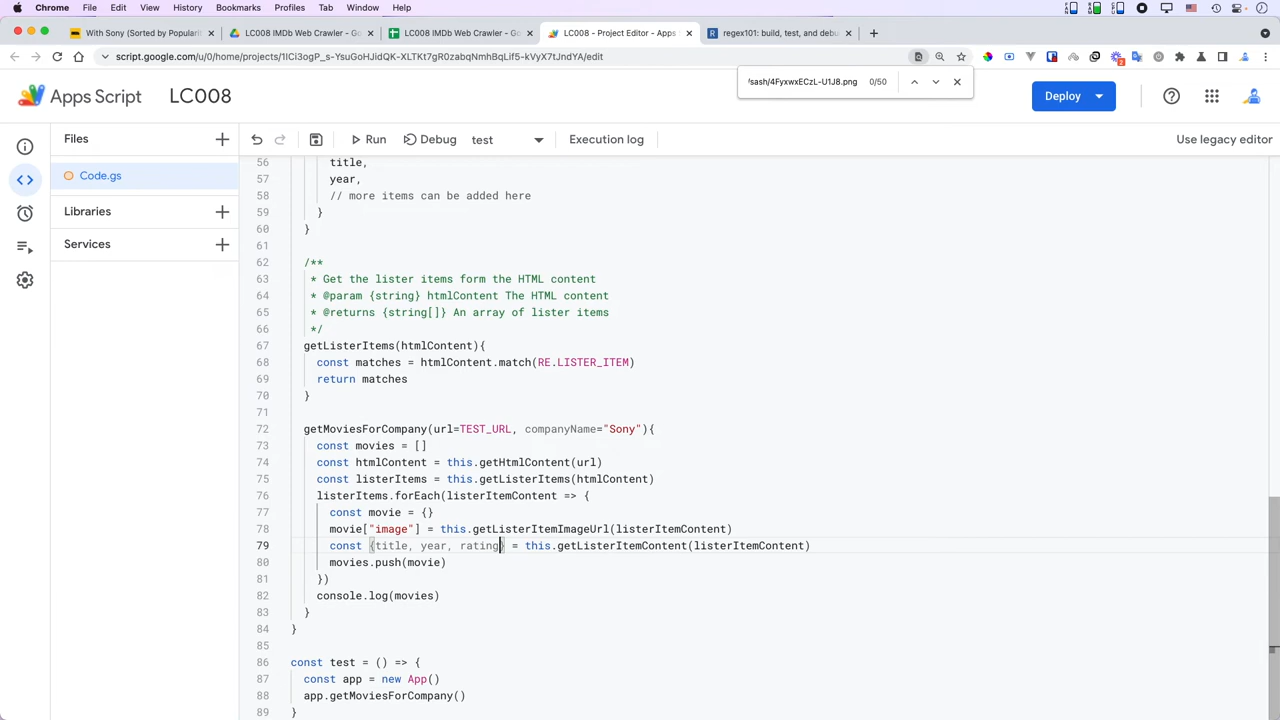 Chrome File Edit View History Bookmarks Profiles Tab Window Help
With Sony (Sorted by Popularit
LC008 IMDb Web Crawler - Go
LC008 IMDb Web Crawler - Go
LC008 - Project Editor - Apps
regex101: build, test, and deb
script.google.com/u/0/home/projects/1ICi3ogP_s-YsuGoHJidQK-XLTKt7gR0zabqNmhBqLif5-kVyX7tJndYA/edit
0/50
Apps Script LC008
Deploy
Files
Run Debug test Execution log
Use legacy editor
Code.gs
Libraries
Services
56 title,
57 year,
58 // more items can be added here
59 }
60 }
61
62 /**
63 * Get the lister items form the HTML content
64 * @param {string} htmlContent The HTML content
65 * @returns {string[]} An array of lister items
66 */
67 getListerItems(htmlContent){
68 const matches = htmlContent.match(RE.LISTER_ITEM)
69 return matches
70 }
71
72 getMoviesForCompany(url=TEST_URL, companyName="Sony"){
73 const movies = []
74 const htmlContent = this.getHtmlContent(url)
75 const listerItems = this.getListerItems(htmlContent)
76 listerItems.forEach(listerItemContent => {
77 const movie = {}
78 movie["image"] = this.getListerItemImageUrl(listerItemContent)
79 const {title, year, rating} = this.getListerItemContent(listerItemContent)
80 movies.push(movie)
81 })
82 console.log(movies)
83 }
84 }
85
86 const test = () => {
87 const app = new App()
88 app.getMoviesForCompany()
89 }